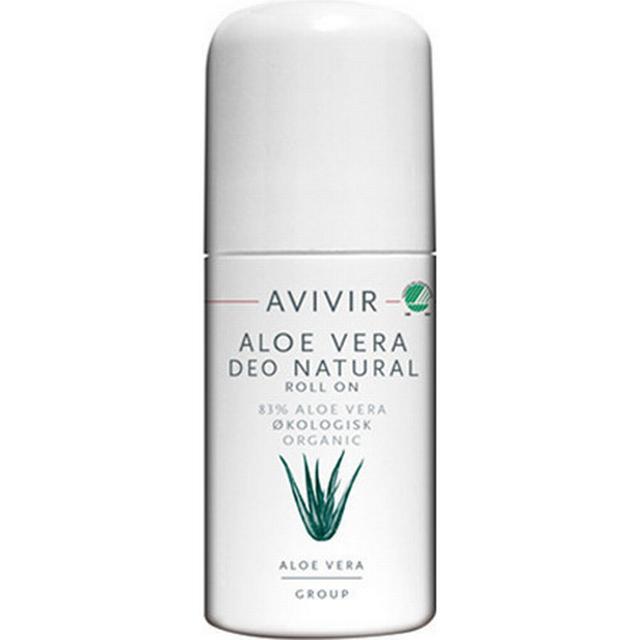 AVIVIR
ALOE VERA
DEO NATURAL
ROLL ON
83% ALOE VERA
ØKOLOGISK
ORGANIC
ALOE VERA
GROUP